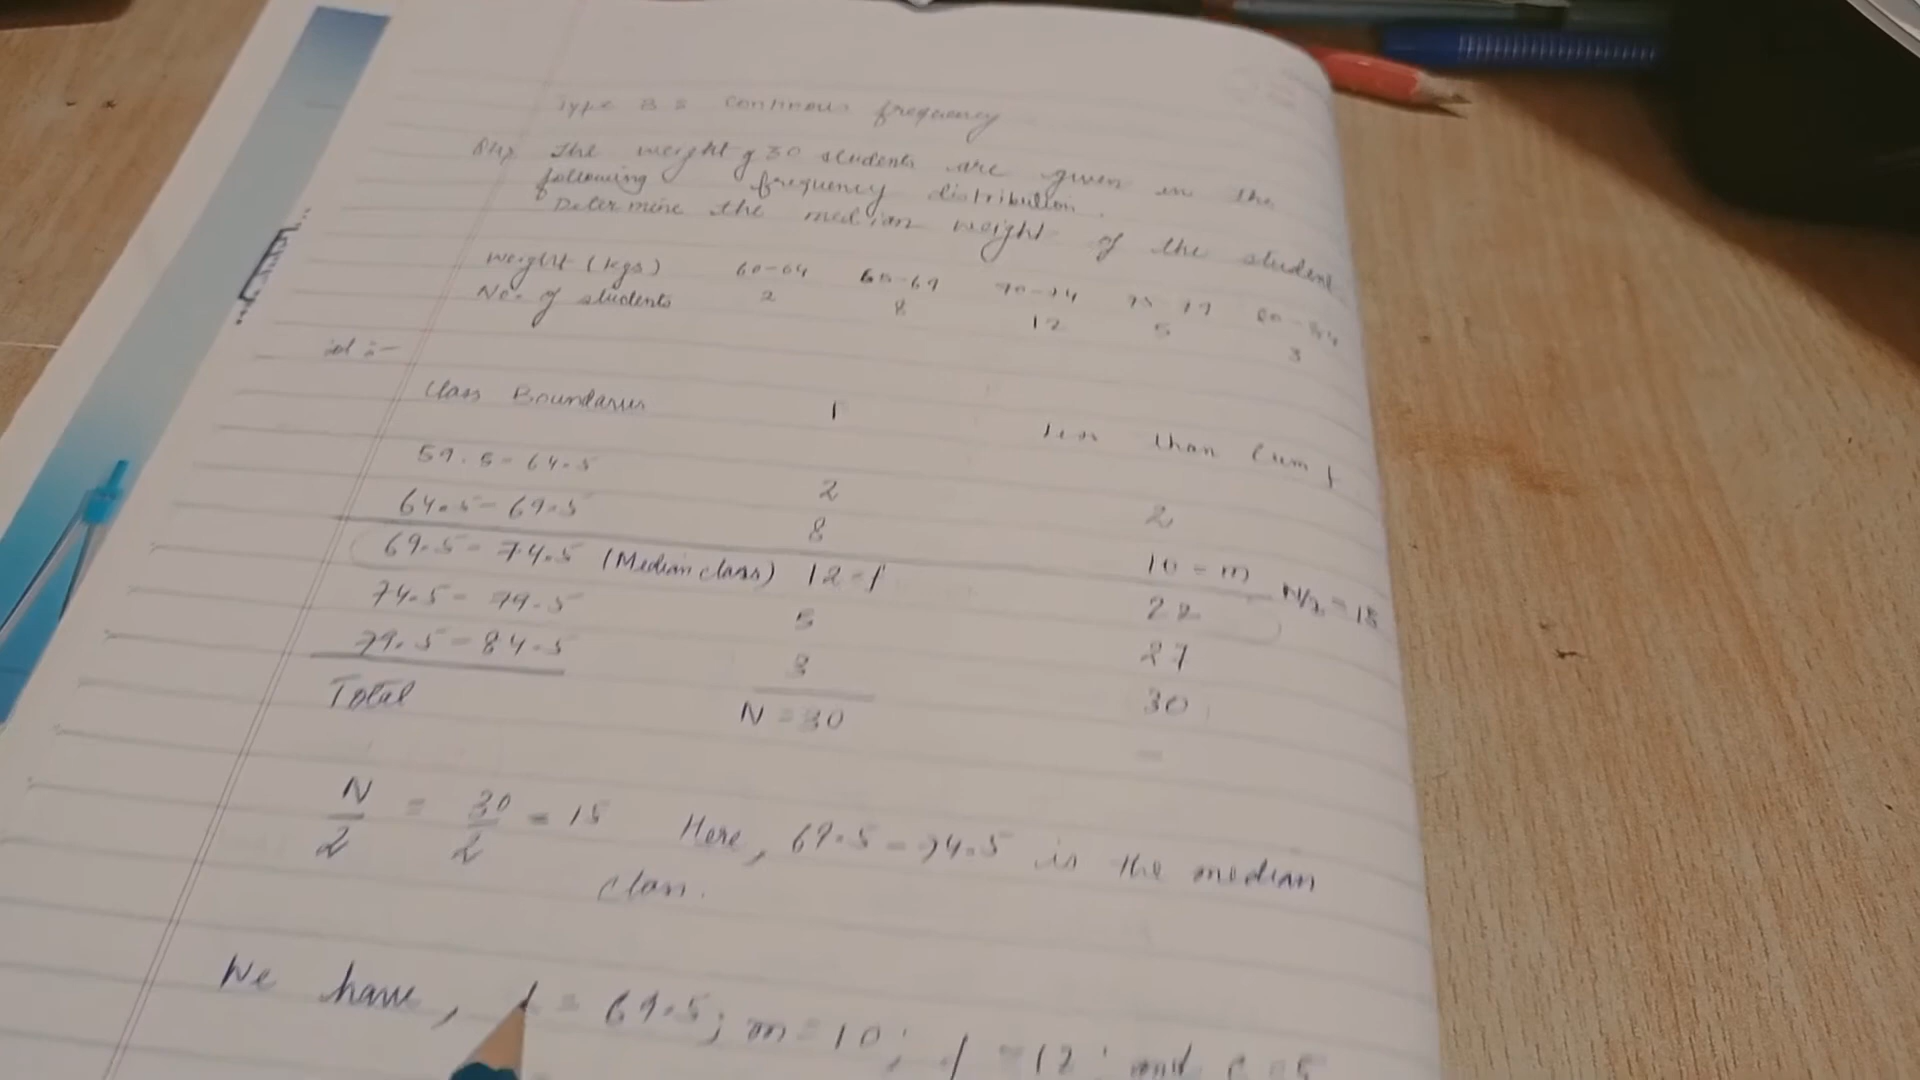 Type 3 : continous frequency
The weight of 30 students are given in the
following frequency distribution.
Determine the median weight of the student
weight (kgs) 60-64 65-69 70-74 75 79 80-84
No. of students 2 8 12 5 3
sol :-
Class Boundaries f less than Cum f
59.5-64.5 2 2
64.5-69.5 8 10 = m
69.5-74.5 (Median class) 12=f 22 N/2 = 15
74.5-79.5 5 27
79.5-84.5 3 30
Total N = 30
N/2 = 30/2 = 15 Here, 69.5-74.5 is the median
class.
We have, l = 69.5; m=10; f=12; and c=5